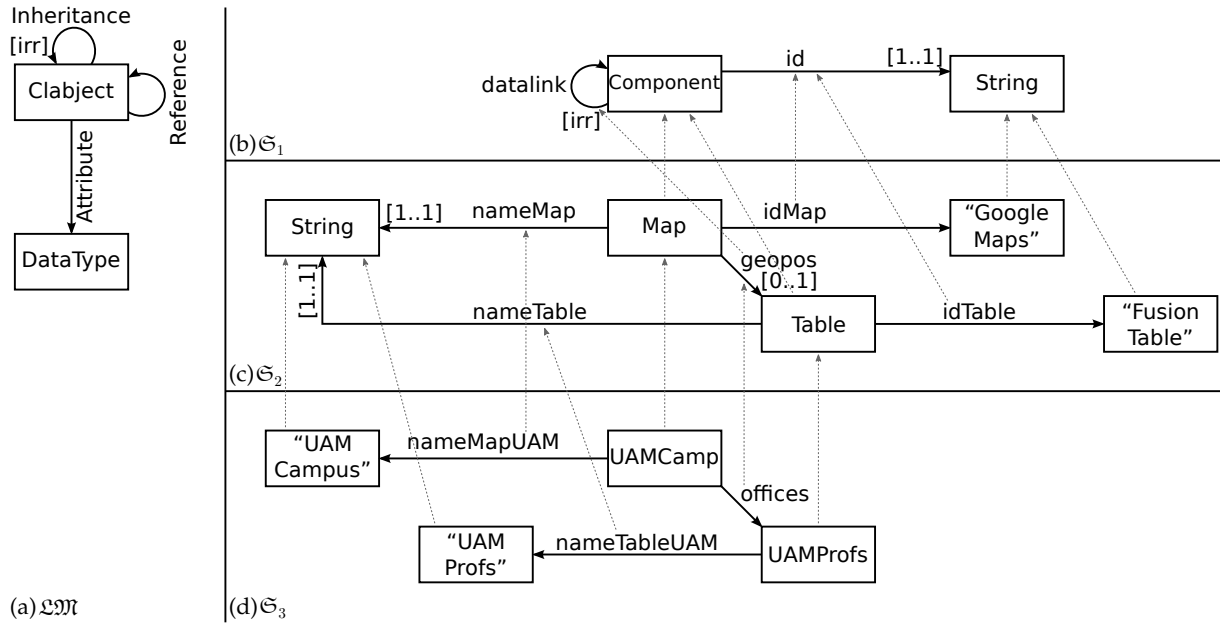 Inheritance
[irr]
Clabject
Reference
Attribute
DataType
(a) 𝔏𝔐
datalink
[irr]
Component
id
[1..1]
String
(b) 𝔖₁
String
[1..1]
nameMap
Map
idMap
“Google
Maps”
geopos
[0..1]
[1..1]
nameTable
Table
idTable
“Fusion
Table”
(c) 𝔖₂
“UAM
Campus”
nameMapUAM
UAMCamp
offices
“UAM
Profs”
nameTableUAM
UAMProfs
(d) 𝔖₃